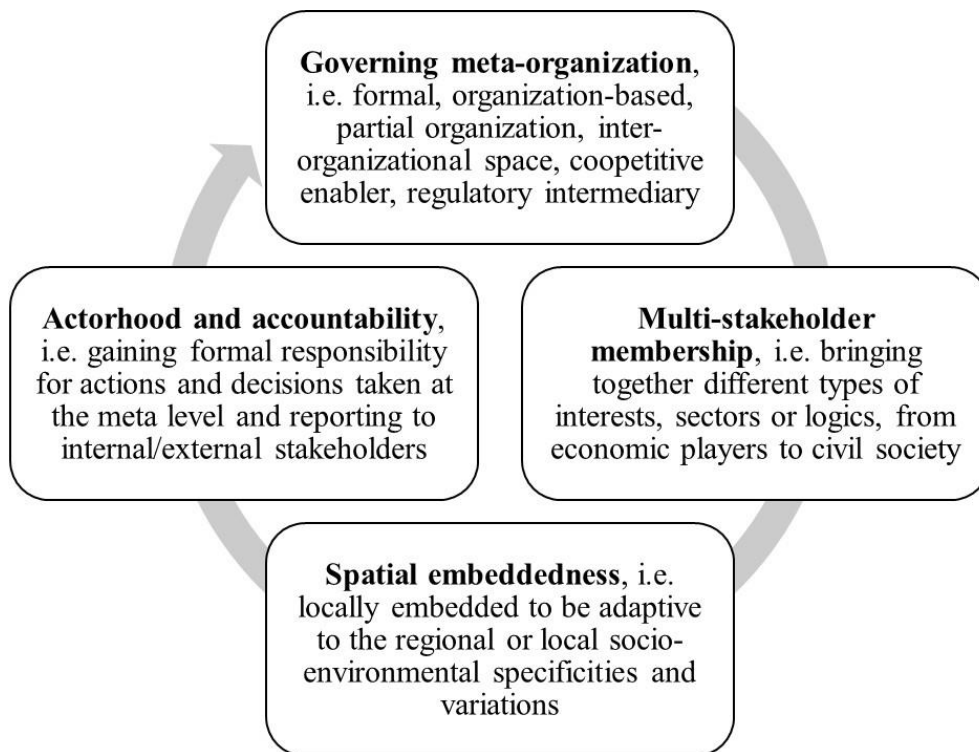 Governing meta-organization,
i.e. formal, organization-based,
partial organization, inter-
organizational space, coopetitive
enabler, regulatory intermediary
Actorhood and accountability,
i.e. gaining formal responsibility
for actions and decisions taken at
the meta level and reporting to
internal/external stakeholders
Multi-stakeholder
membership, i.e. bringing
together different types of
interests, sectors or logics, from
economic players to civil society
Spatial embeddedness, i.e.
locally embedded to be adaptive
to the regional or local socio-
environmental specificities and
variations